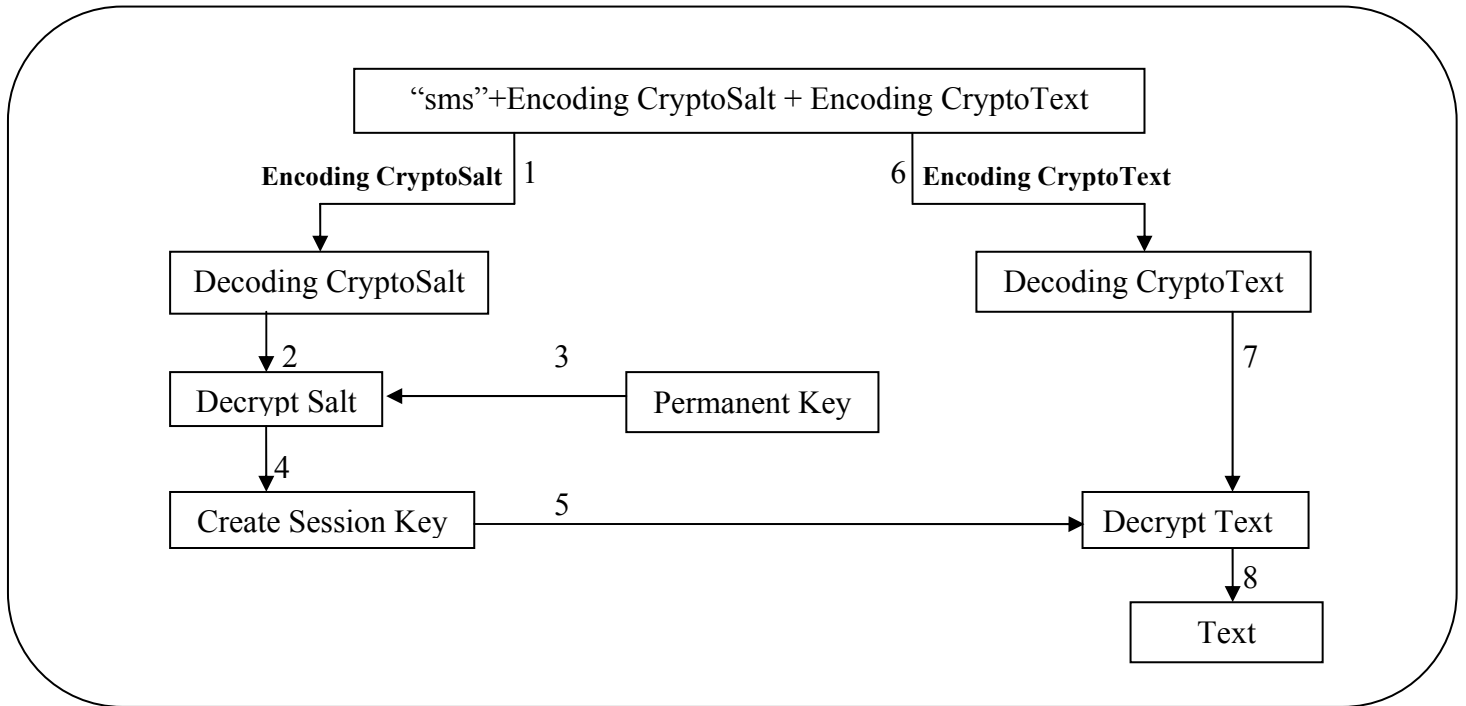 “sms”+Encoding CryptoSalt + Encoding CryptoText
Encoding CryptoSalt 1
6 Encoding CryptoText
Decoding CryptoSalt
Decoding CryptoText
2
3
7
Decrypt Salt
Permanent Key
4
5
Create Session Key
Decrypt Text
8
Text